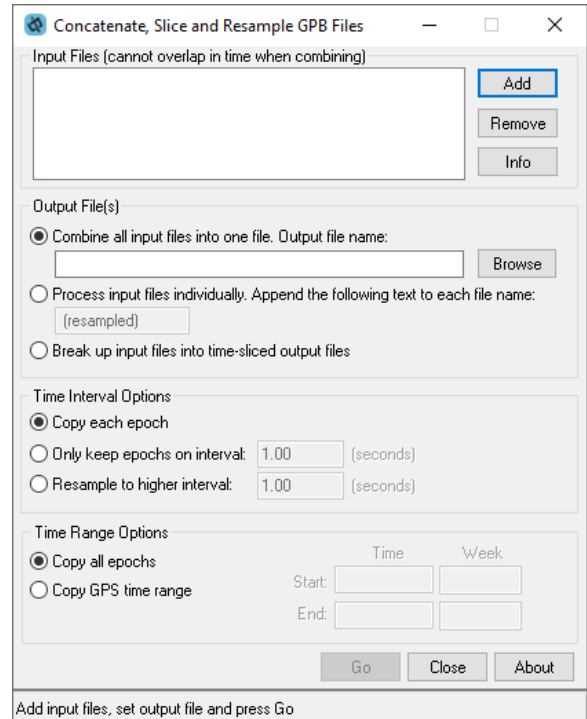 Concatenate, Slice and Resample GPB Files
Input Files (cannot overlap in time when combining)
Add
Remove
Info
Output File(s)
Combine all input files into one file. Output file name:
Browse
Process input files individually. Append the following text to each file name:
(resampled)
Break up input files into time-sliced output files
Time Interval Options
Copy each epoch
Only keep epochs on interval: 1.00 (seconds)
Resample to higher interval: 1.00 (seconds)
Time Range Options
Copy all epochs
Time Week
Copy GPS time range
Start:
End:
Go Close About
Add input files, set output file and press Go